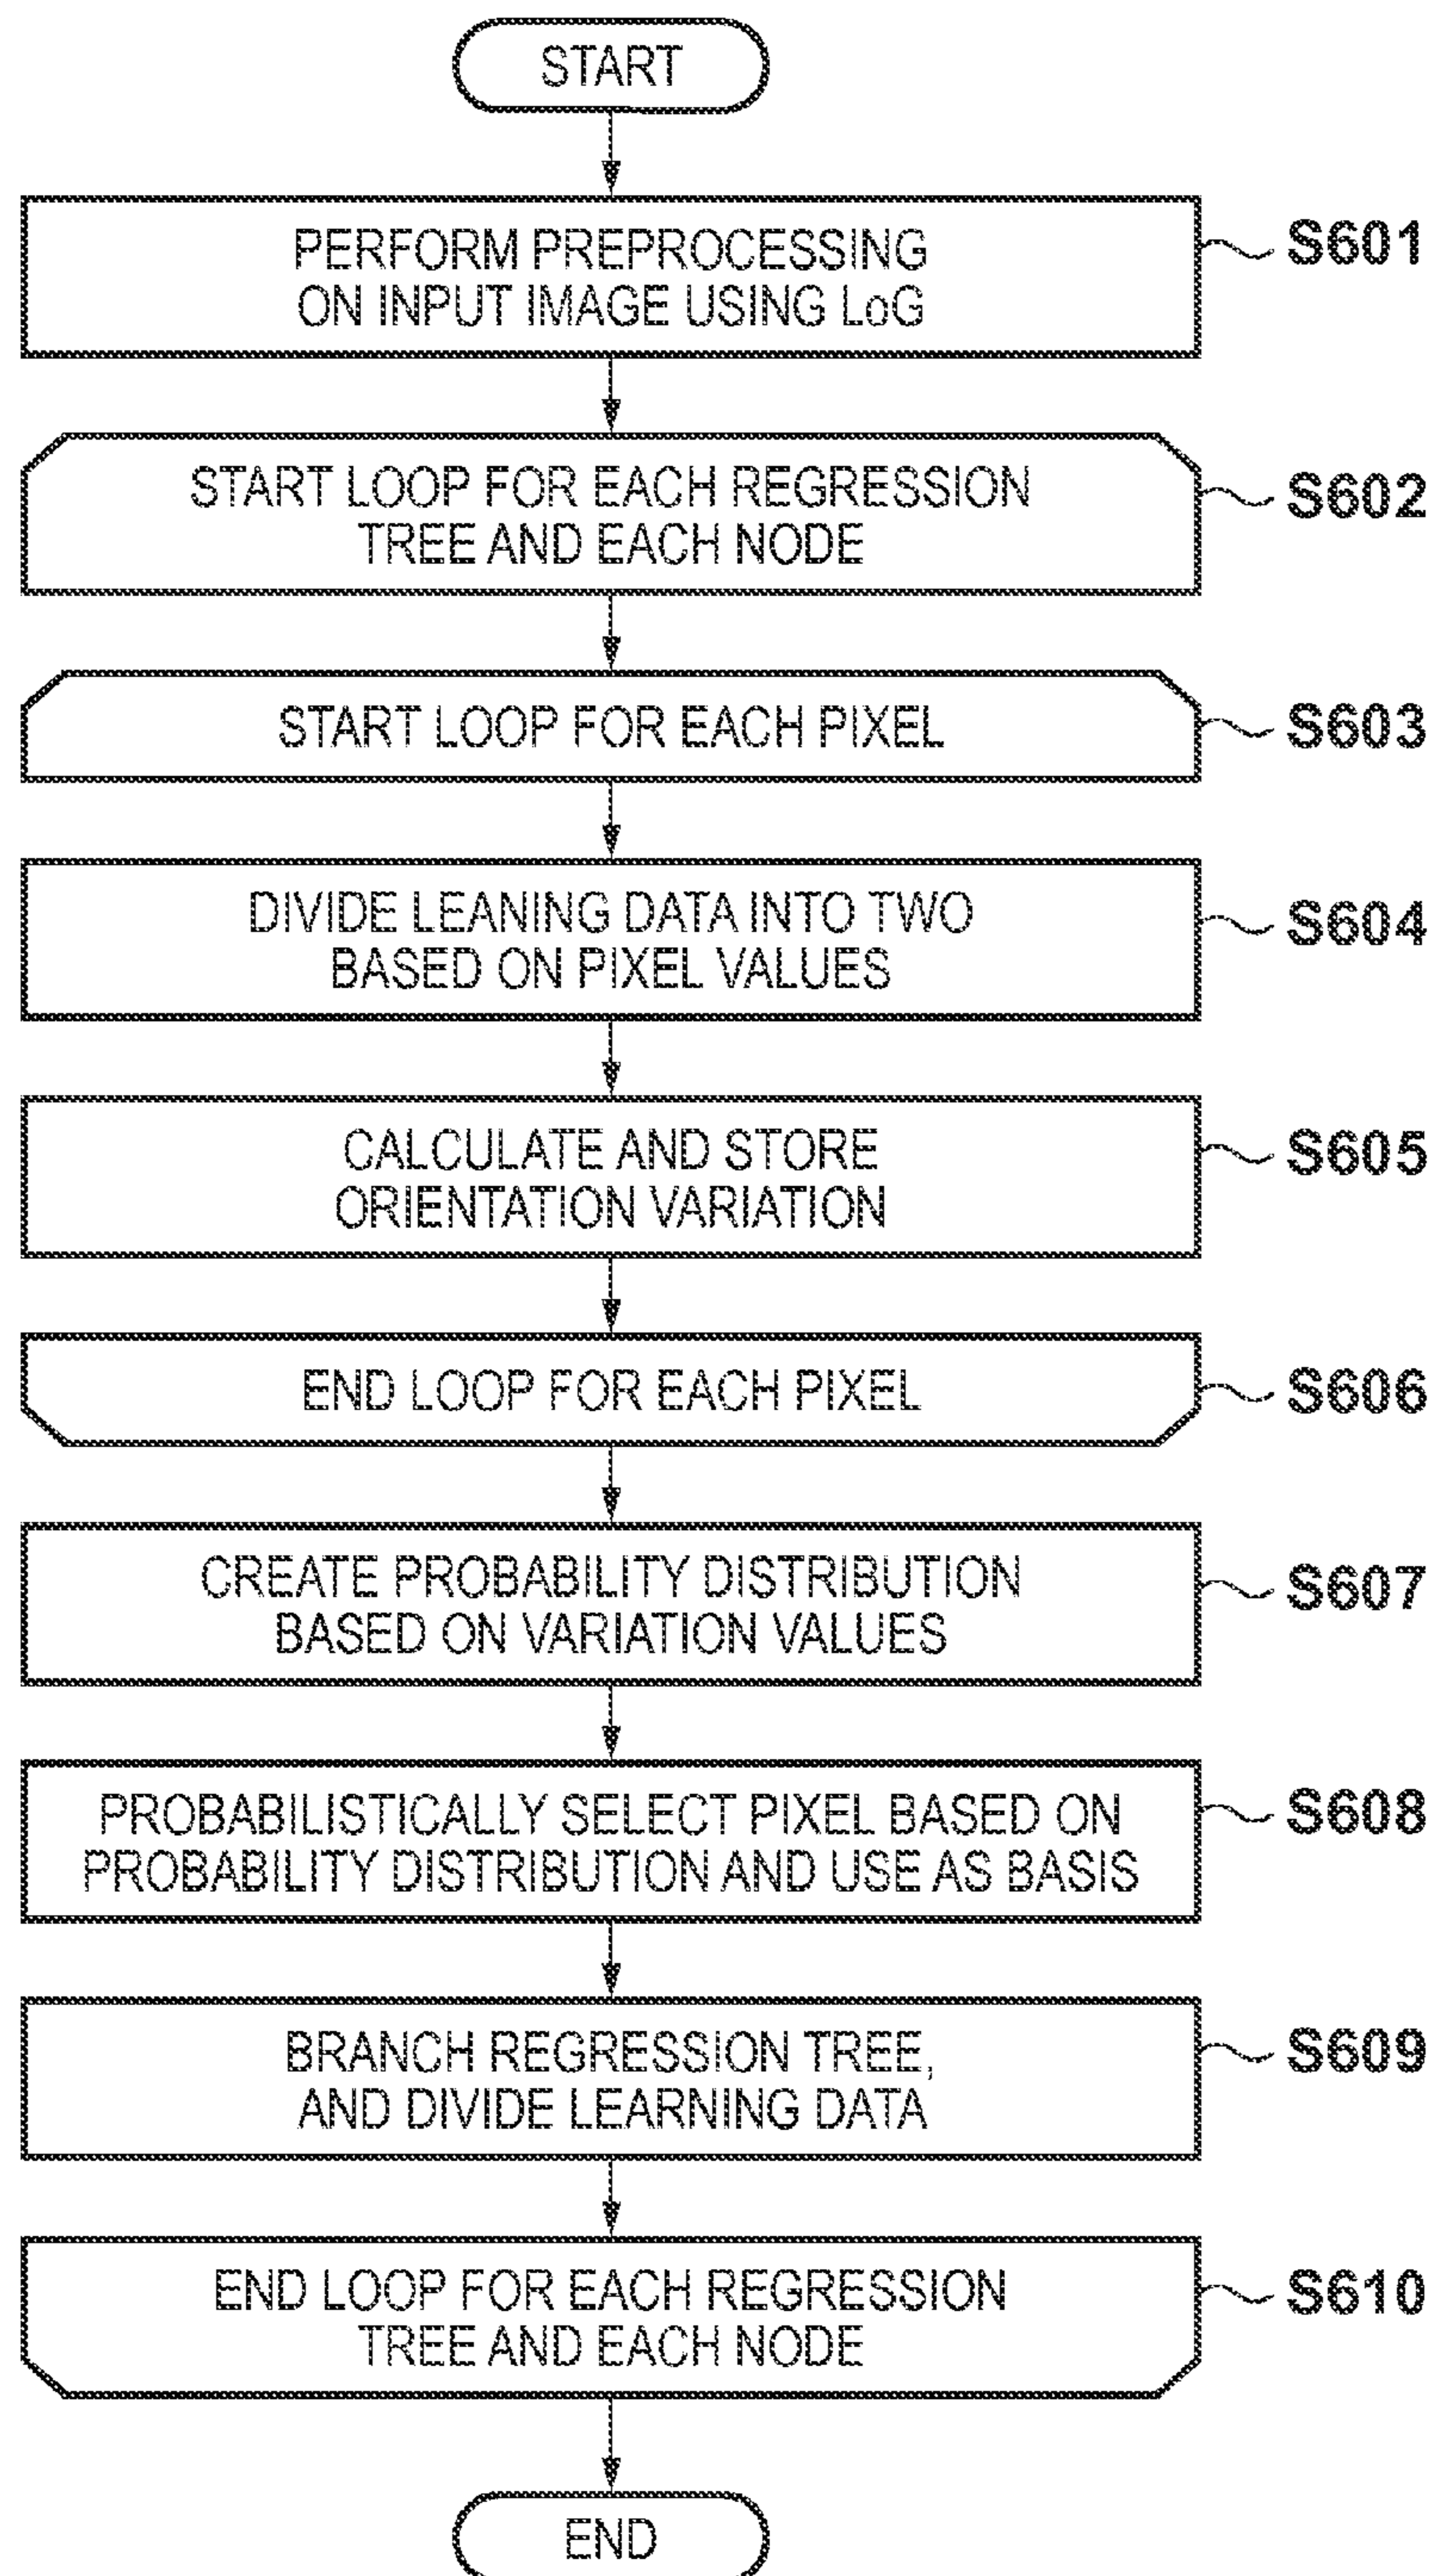 START
PERFORM PREPROCESSING
ON INPUT IMAGE USING LoG
S601
START LOOP FOR EACH REGRESSION
TREE AND EACH NODE
S602
START LOOP FOR EACH PIXEL
S603
DIVIDE LEANING DATA INTO TWO
BASED ON PIXEL VALUES
S604
CALCULATE AND STORE
ORIENTATION VARIATION
S605
END LOOP FOR EACH PIXEL
S606
CREATE PROBABILITY DISTRIBUTION
BASED ON VARIATION VALUES
S607
PROBABILISTICALLY SELECT PIXEL BASED ON
PROBABILITY DISTRIBUTION AND USE AS BASIS
S608
BRANCH REGRESSION TREE,
AND DIVIDE LEARNING DATA
S609
END LOOP FOR EACH REGRESSION
TREE AND EACH NODE
S610
END